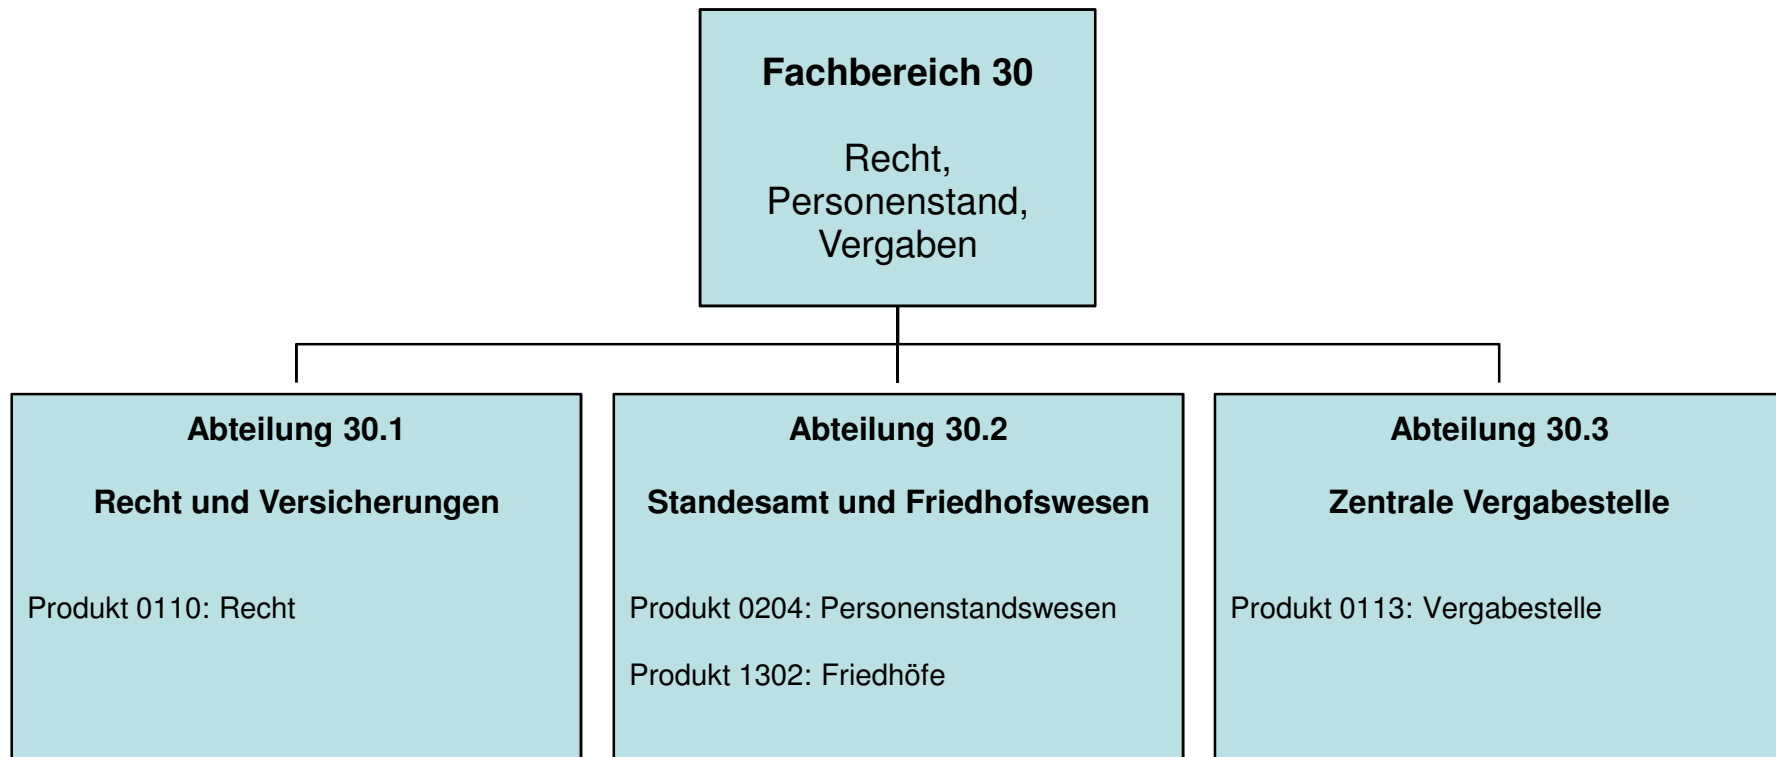 Fachbereich 30
Recht,
Personenstand,
Vergaben
Abteilung 30.1
Recht und Versicherungen
Produkt 0110: Recht
Abteilung 30.2
Standesamt und Friedhofswesen
Produkt 0204: Personenstandswesen
Produkt 1302: Friedhöfe
Abteilung 30.3
Zentrale Vergabestelle
Produkt 0113: Vergabestelle